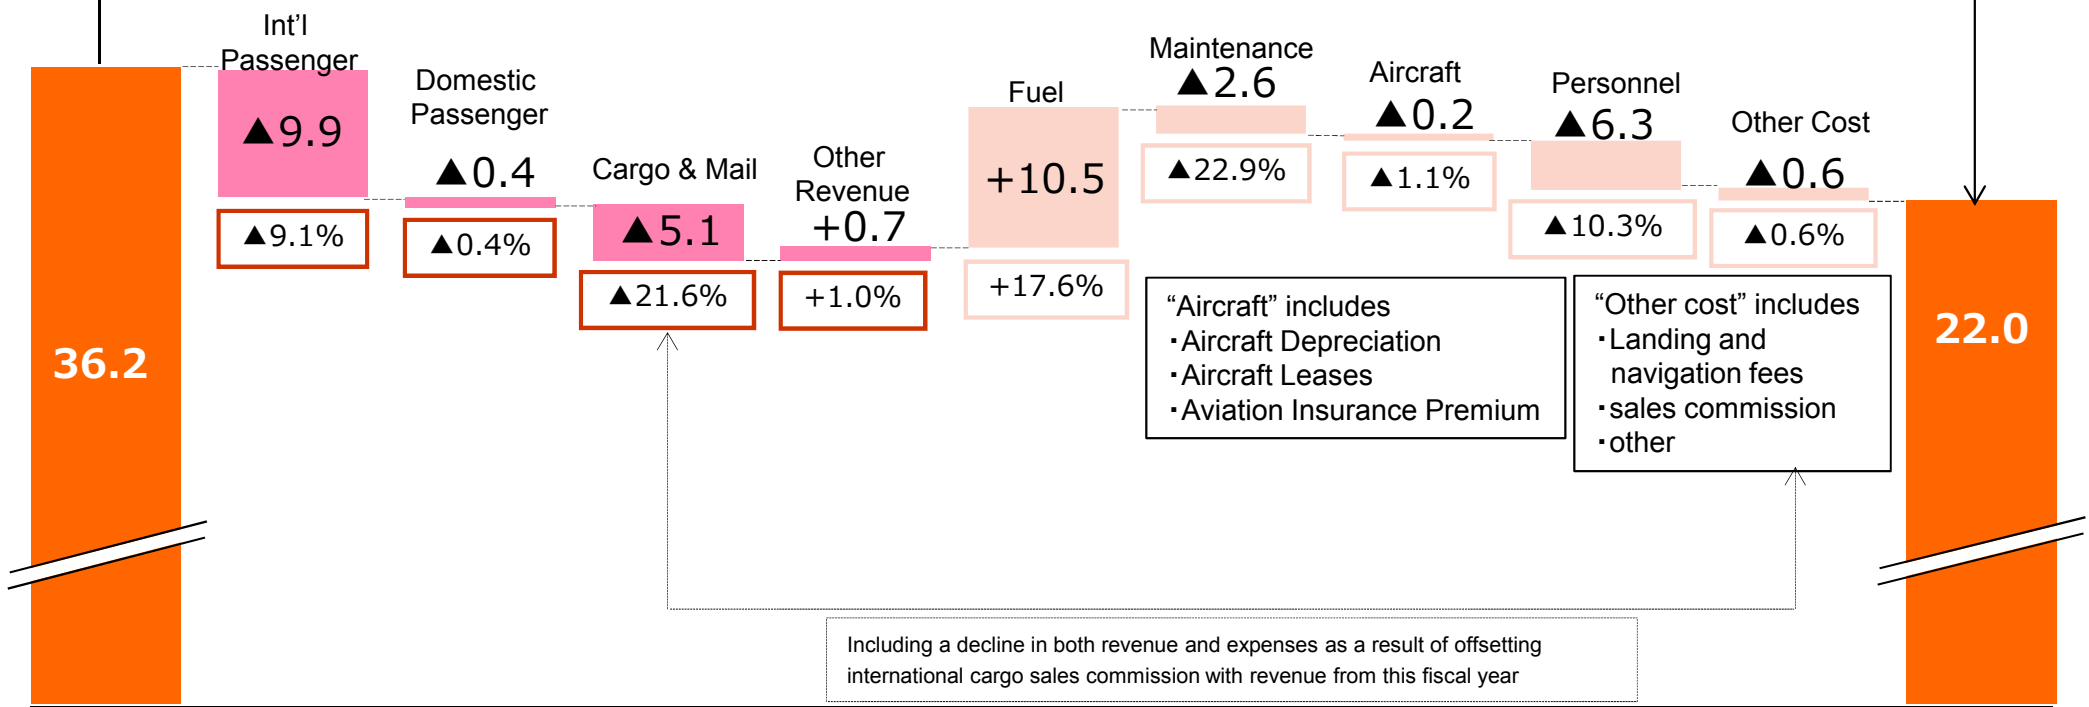 36.2
Int’l
Passenger
▲9.9
▲9.1%
Domestic
Passenger
▲0.4
▲0.4%
Cargo & Mail
▲5.1
▲21.6%
Other
Revenue
+0.7
+1.0%
Fuel
+10.5
+17.6%
Maintenance
▲2.6
▲22.9%
Aircraft
▲0.2
▲1.1%
Personnel
▲6.3
▲10.3%
Other Cost
▲0.6
▲0.6%
22.0
“Aircraft” includes
・Aircraft Depreciation
・Aircraft Leases
・Aviation Insurance Premium
“Other cost” includes
・Landing and
navigation fees
・sales commission
・other
Including a decline in both revenue and expenses as a result of offsetting
international cargo sales commission with revenue from this fiscal year